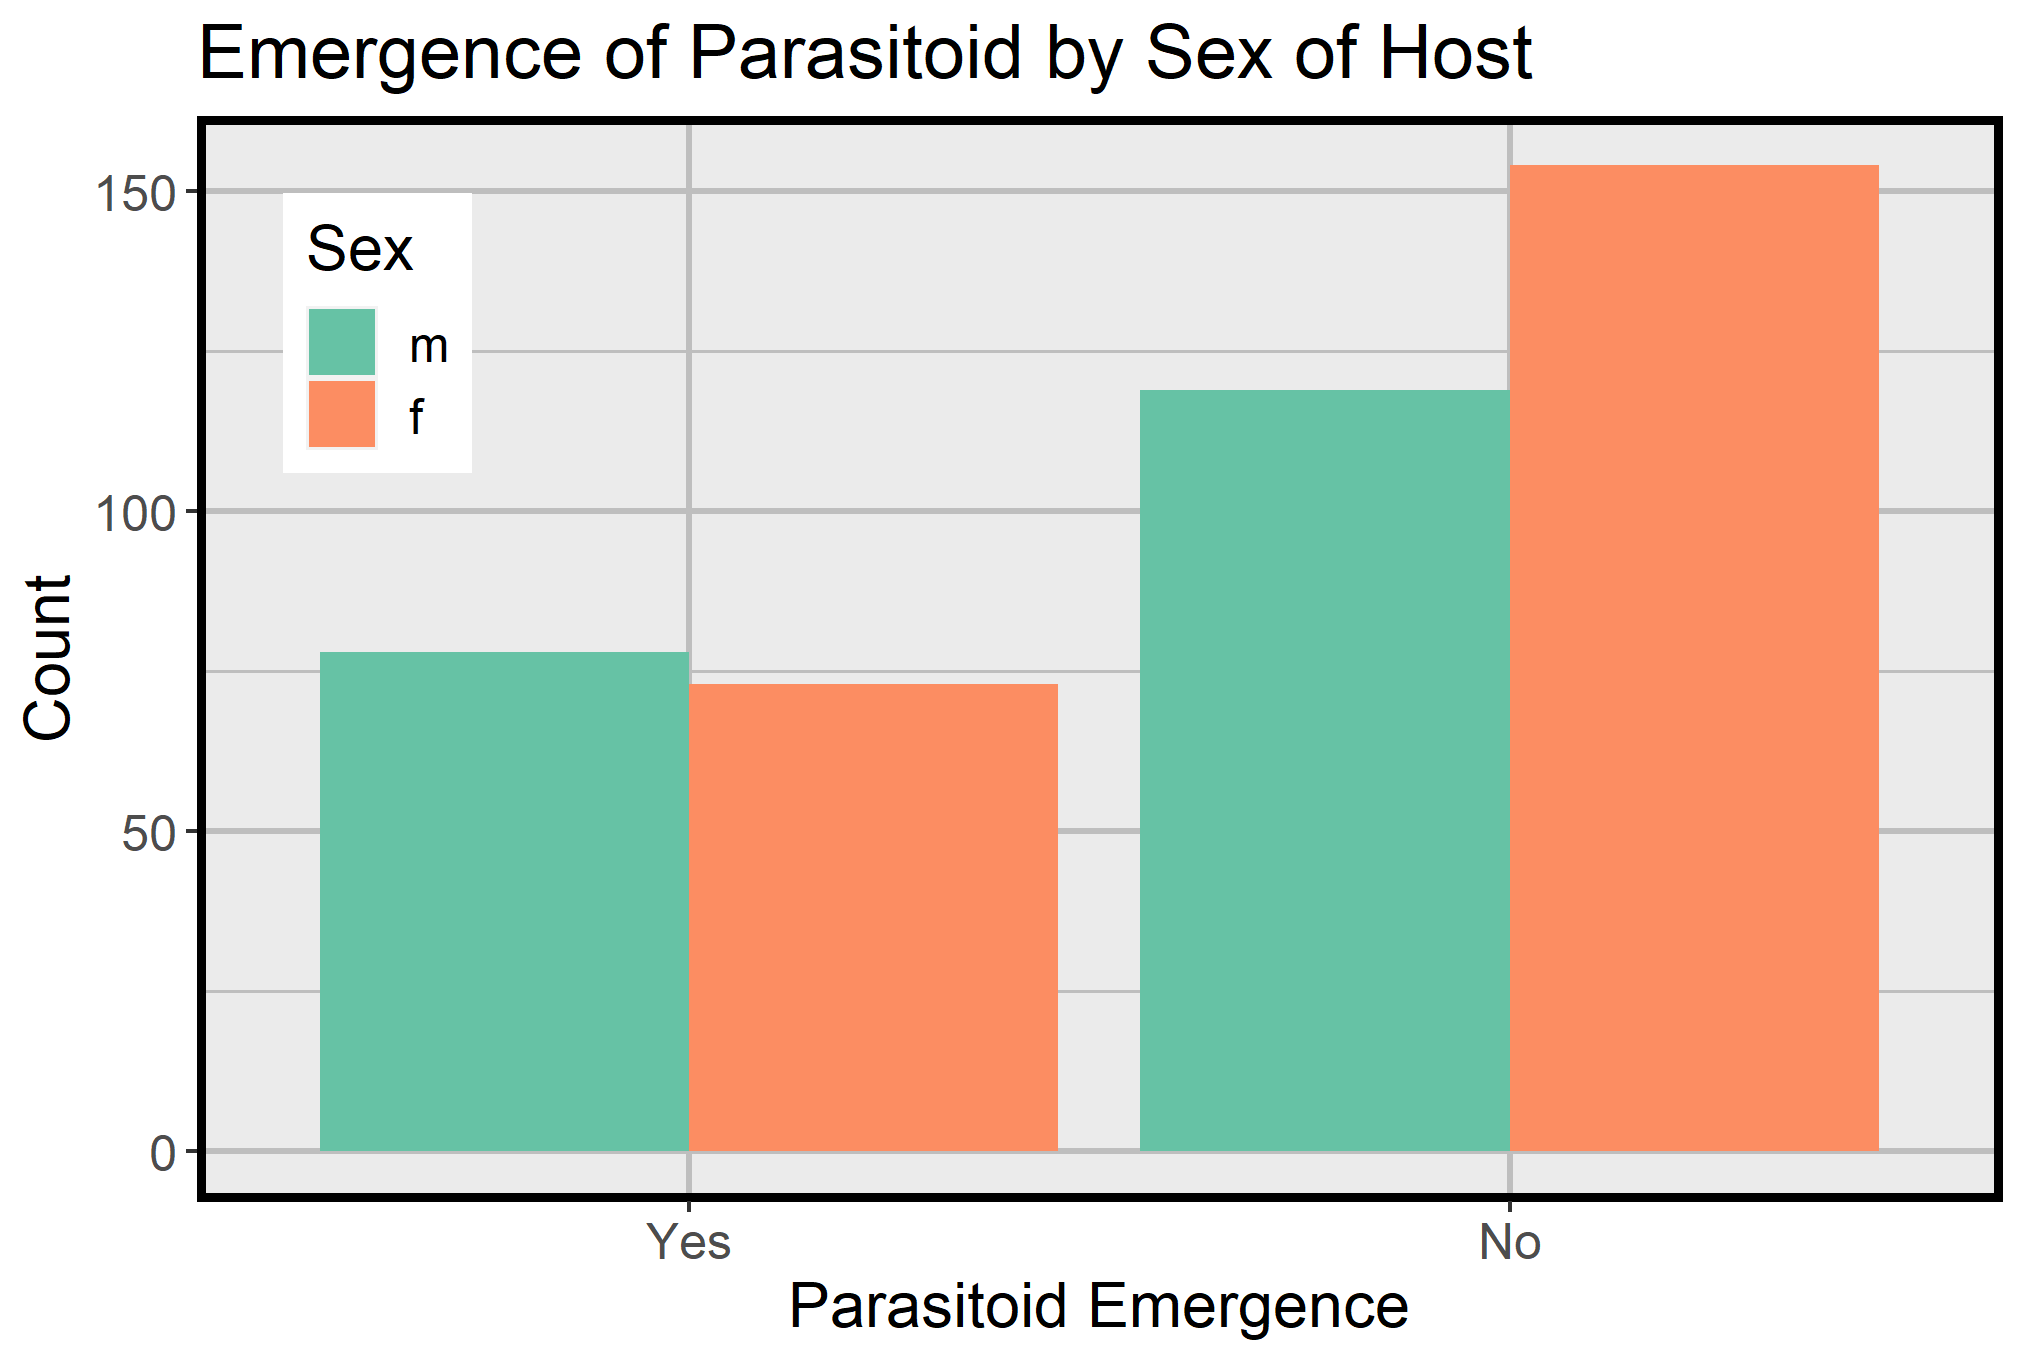 Emergence of Parasitoid by Sex of Host
150
100
50
0
Count
Sex
m
f
Yes
No
Parasitoid Emergence